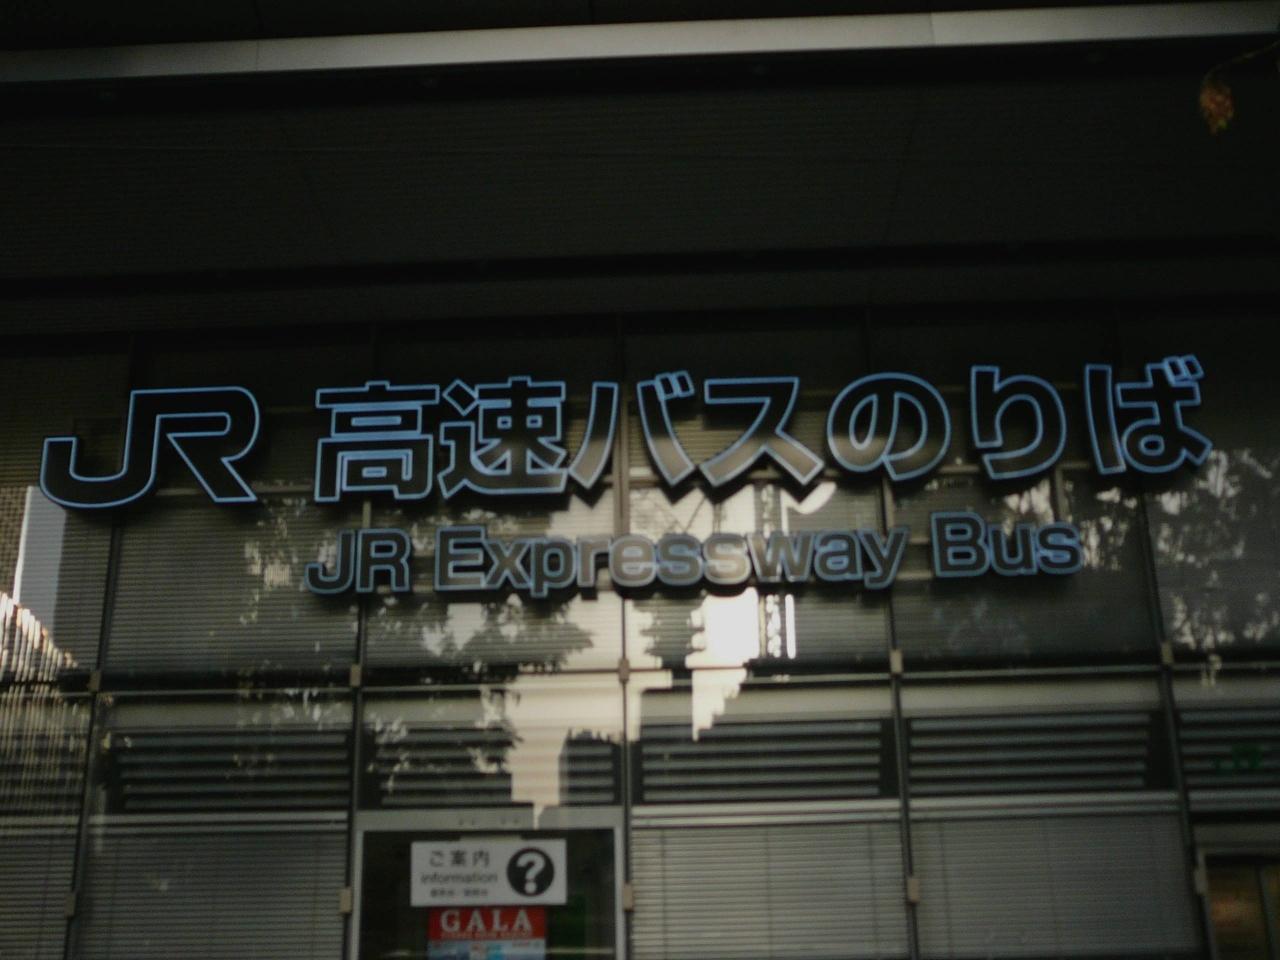 JR 高速バスのりば
JR Expressway Bus
ご案内
information
?
GALA